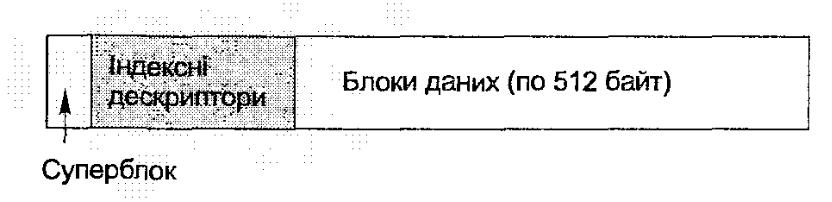 Індексні
дескриптори
Блоки даних (по 512 байт)
Суперблок